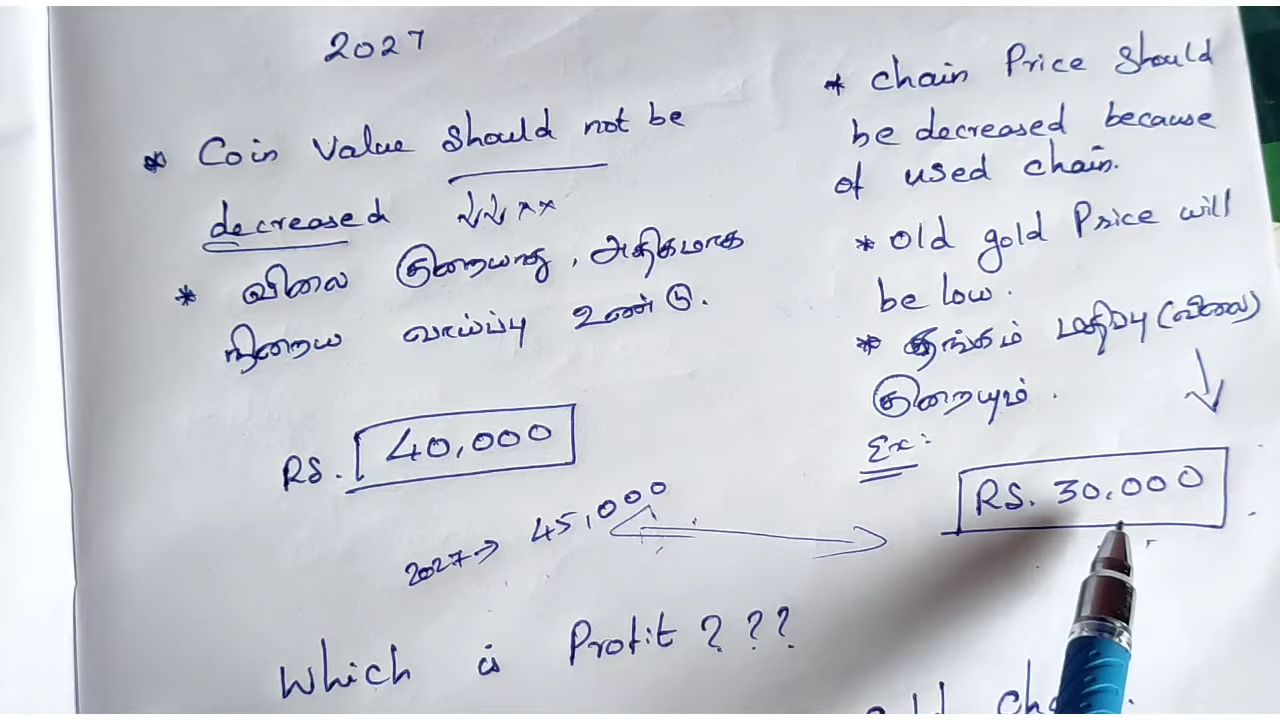 2027
* Coin Value should not be
decreased ↓↓××
* விலை குறையாது, அதிகமாக
நிறைய வாய்ப்பு உண்டு.
RS. 40,000
2027→ 45,000
Which is Profit ???
* chain Price should
be decreased because
of used chain.
* Old gold Price will
be low.
* தங்கம் மதிப்பு (விலை)
குறையும். ↓
Ex:
RS. 30,000